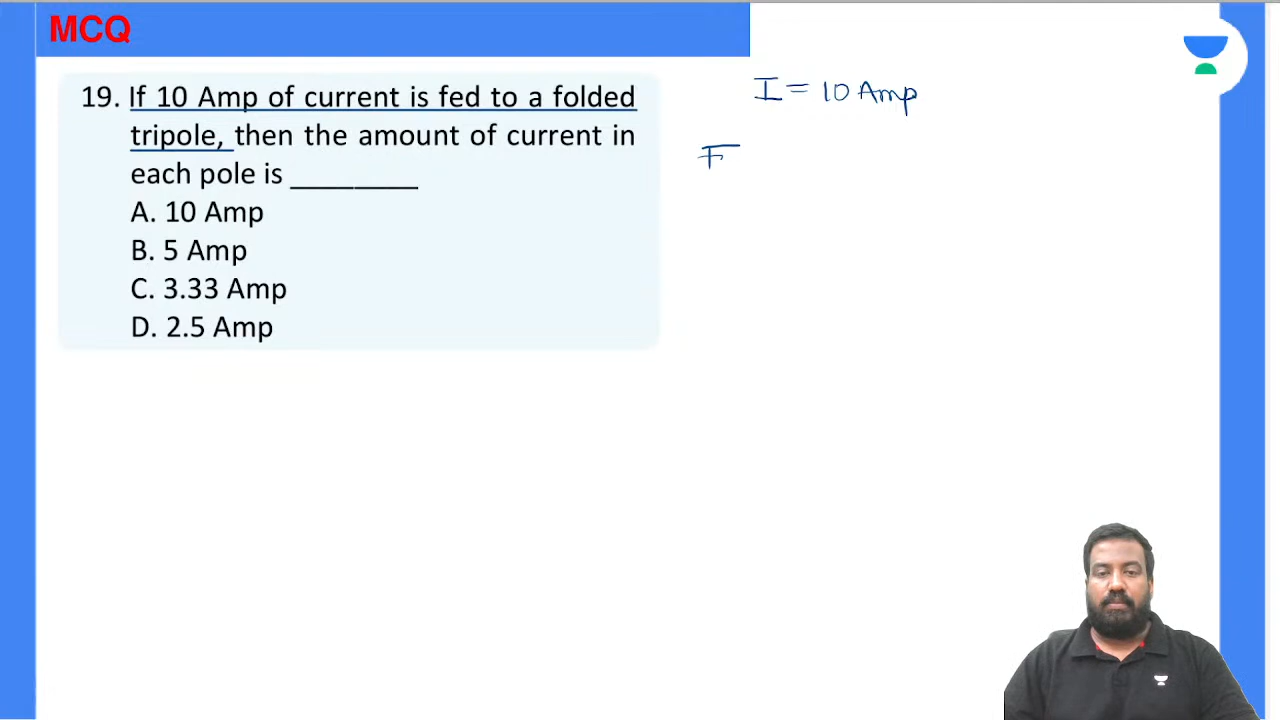 MCQ
19. If 10 Amp of current is fed to a folded
tripole, then the amount of current in
each pole is ________
A. 10 Amp
B. 5 Amp
C. 3.33 Amp
D. 2.5 Amp
I = 10 Amp
F